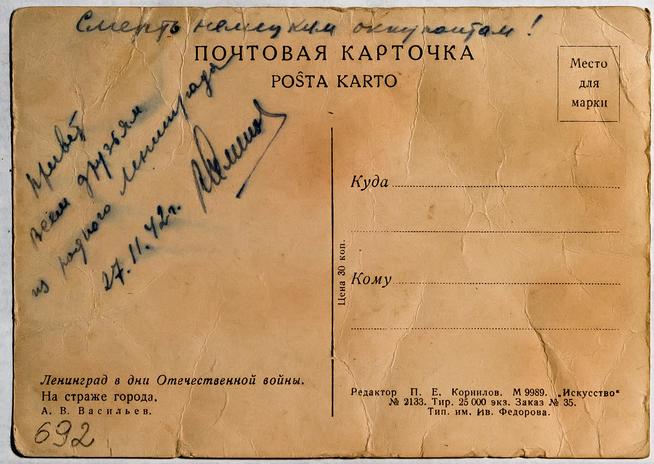 Смерть немецким оккупантам!
ПОЧТОВАЯ КАРТОЧКА
POŜTA KARTO
Место
для
марки
привет
всем друзьям
из родного Ленинграда
27.11.42г.
Куда
Кому
Цена 30 коп.
Ленинград в дни Отечественной войны.
На страже города.
А. В. Васильев.
692
Редактор П. Е. Корнилов. М 9989. „Искусство“
№ 2133. Тир. 25 000 экз. Заказ № 35.
Тип. им. Ив. Федорова.